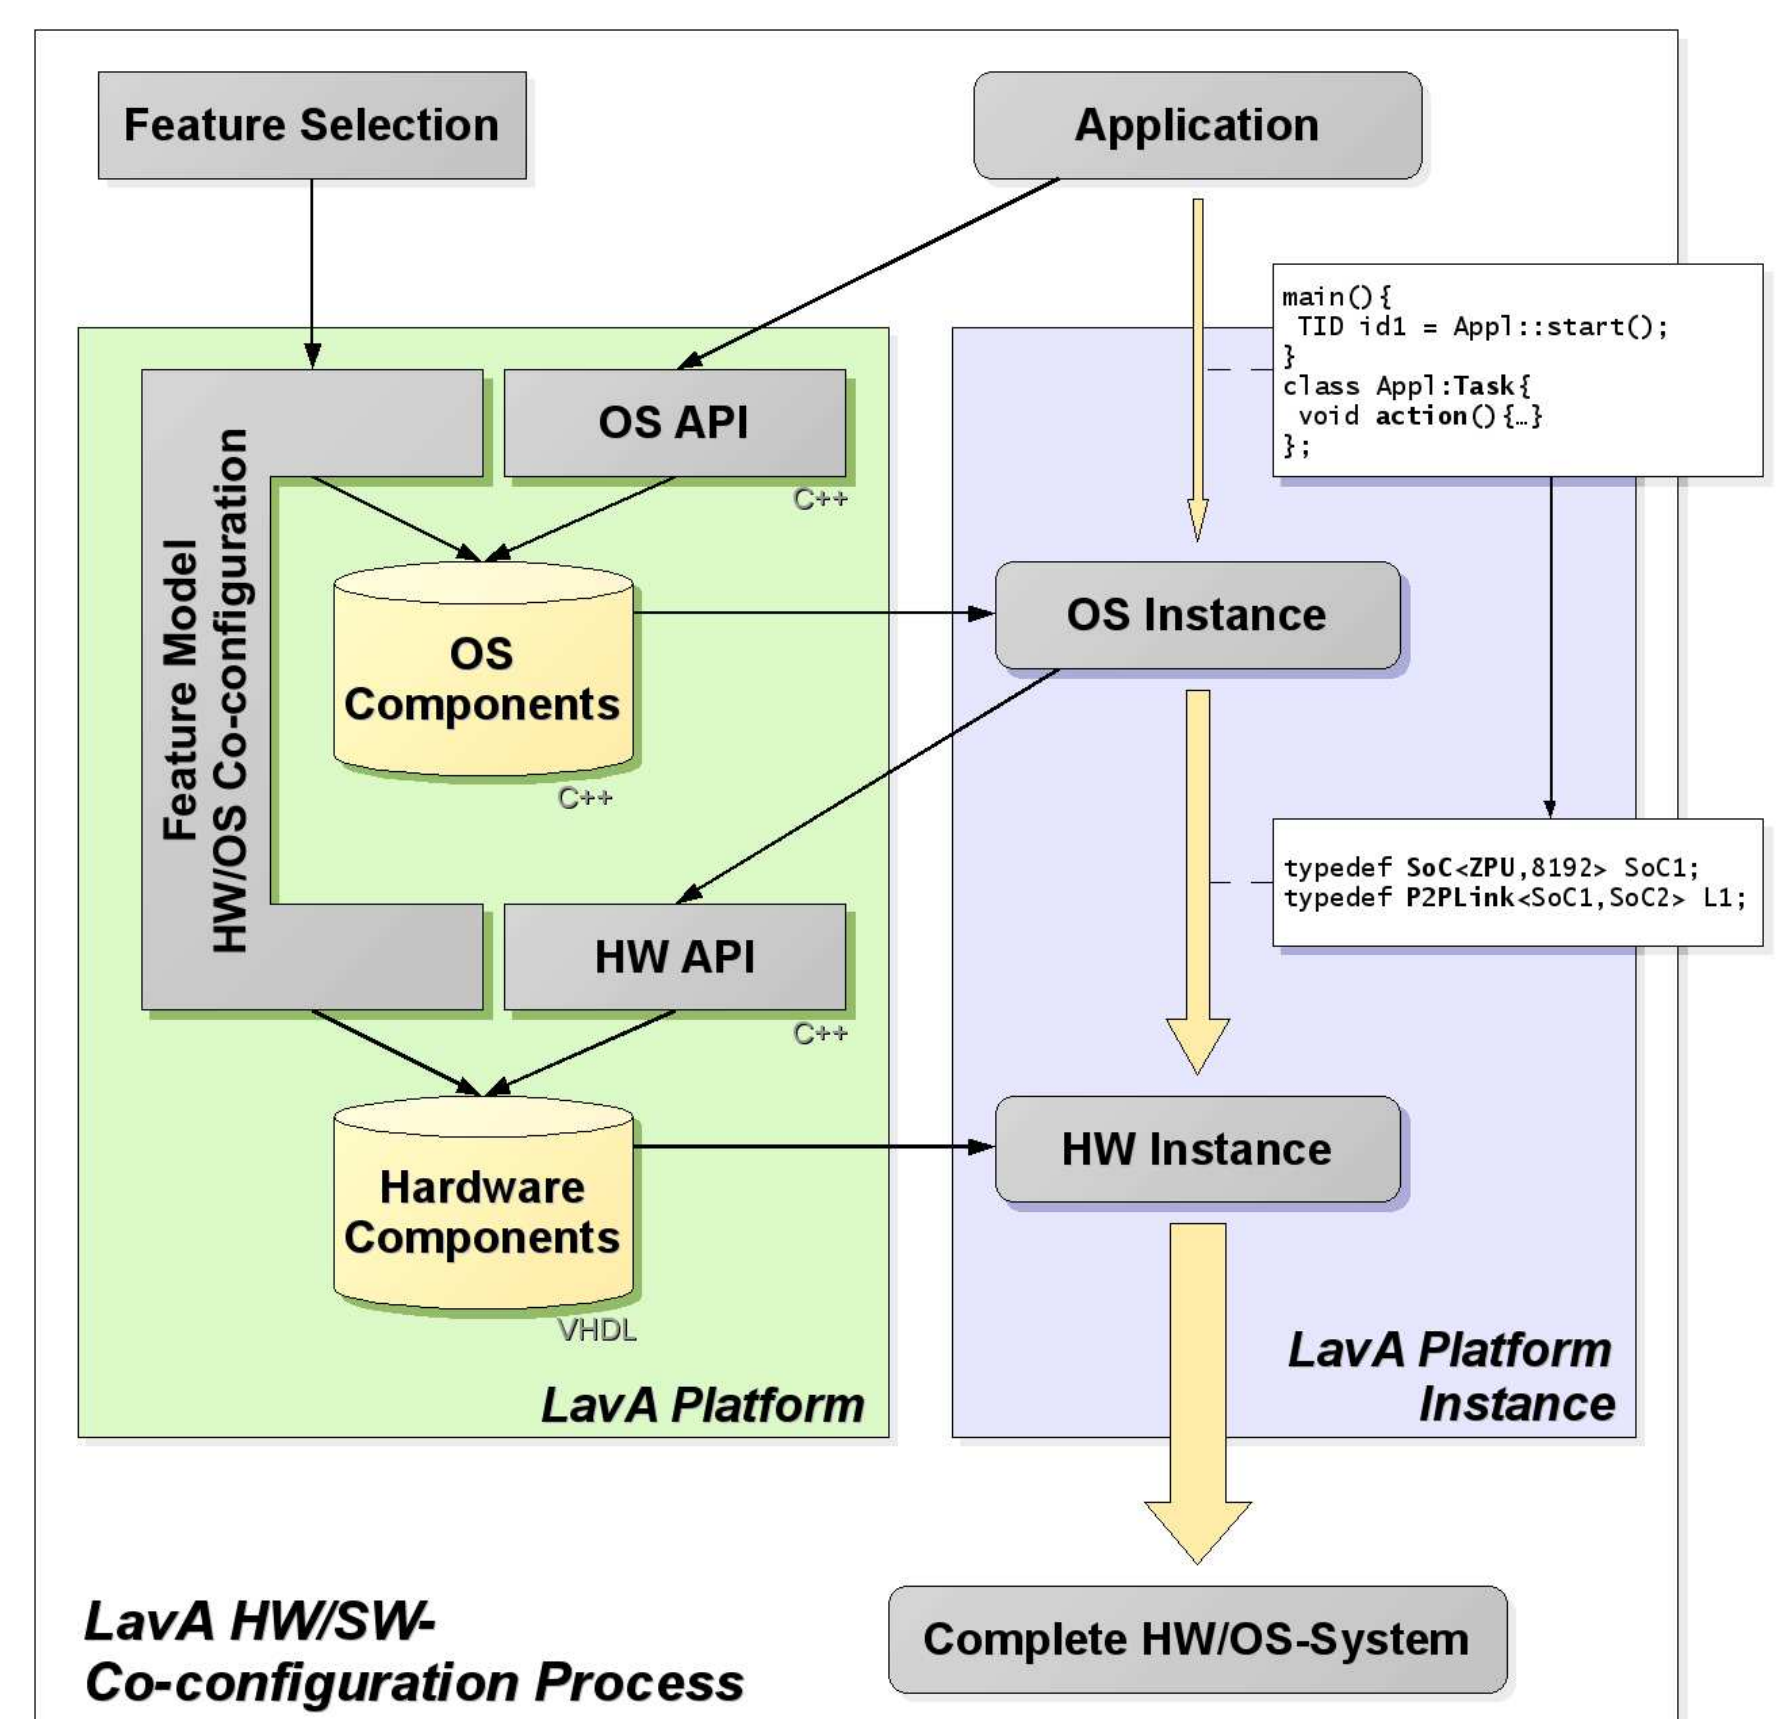 Feature Selection
Application
main(){
 TID id1 = Appl::start();
}
class Appl:Task{
 void action(){…}
};
OS API
C++
Feature Model
HW/OS Co-configuration
OS
Components
C++
OS Instance
typedef SoC<ZPU,8192> SoC1;
typedef P2PLink<SoC1,SoC2> L1;
HW API
C++
Hardware
Components
VHDL
HW Instance
LavA Platform
LavA Platform
Instance
LavA HW/SW-
Co-configuration Process
Complete HW/OS-System